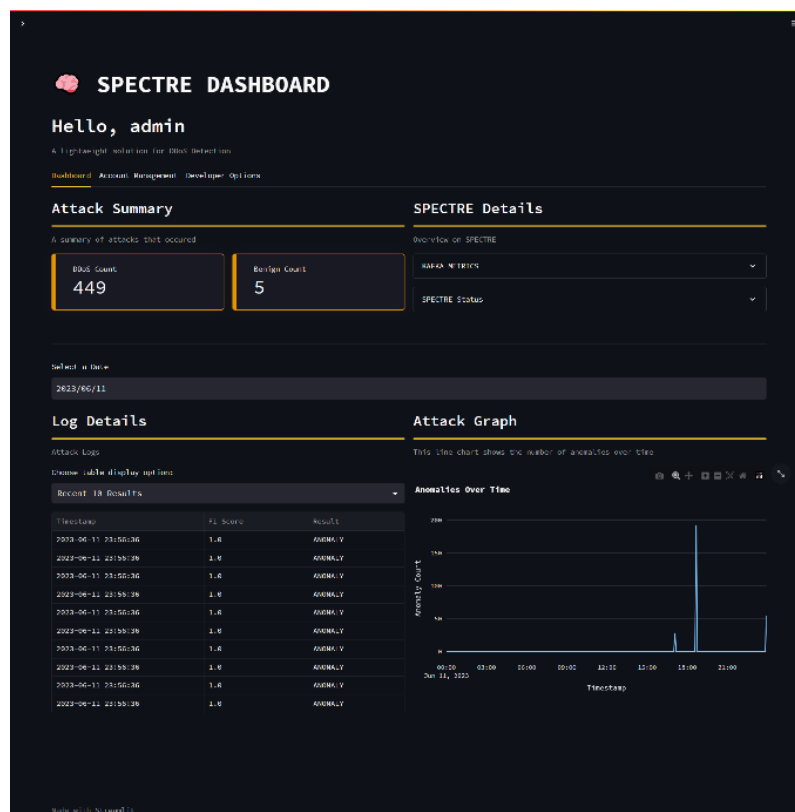 SPECTRE DASHBOARD
Hello, admin
A lightweight solution for DDoS Detection
Dashboard Account Management Developer Options
Attack Summary
A summary of attacks that occured
DDoS Count
449
Benign Count
5
SPECTRE Details
Overview on SPECTRE
KAFKA METRICS
SPECTRE Status
Select a Date
2023/06/11
Log Details
Attack Logs
Choose table display option:
Recent 10 Results
Timestamp F1 Score Result
2023-06-11 23:56:36 1.0 ANOMALY
2023-06-11 23:56:36 1.0 ANOMALY
2023-06-11 23:56:36 1.0 ANOMALY
2023-06-11 23:56:36 1.0 ANOMALY
2023-06-11 23:56:36 1.0 ANOMALY
2023-06-11 23:56:36 1.0 ANOMALY
2023-06-11 23:56:36 1.0 ANOMALY
2023-06-11 23:56:36 1.0 ANOMALY
2023-06-11 23:56:36 1.0 ANOMALY
2023-06-11 23:56:36 1.0 ANOMALY
Attack Graph
This line chart shows the number of anomalies over time
Anomalies Over Time
200
150
100
50
0
Anomaly Count
00:00 03:00 06:00 09:00 12:00 15:00 18:00 21:00
Jun 11, 2023
Timestamp
Made with Streamlit